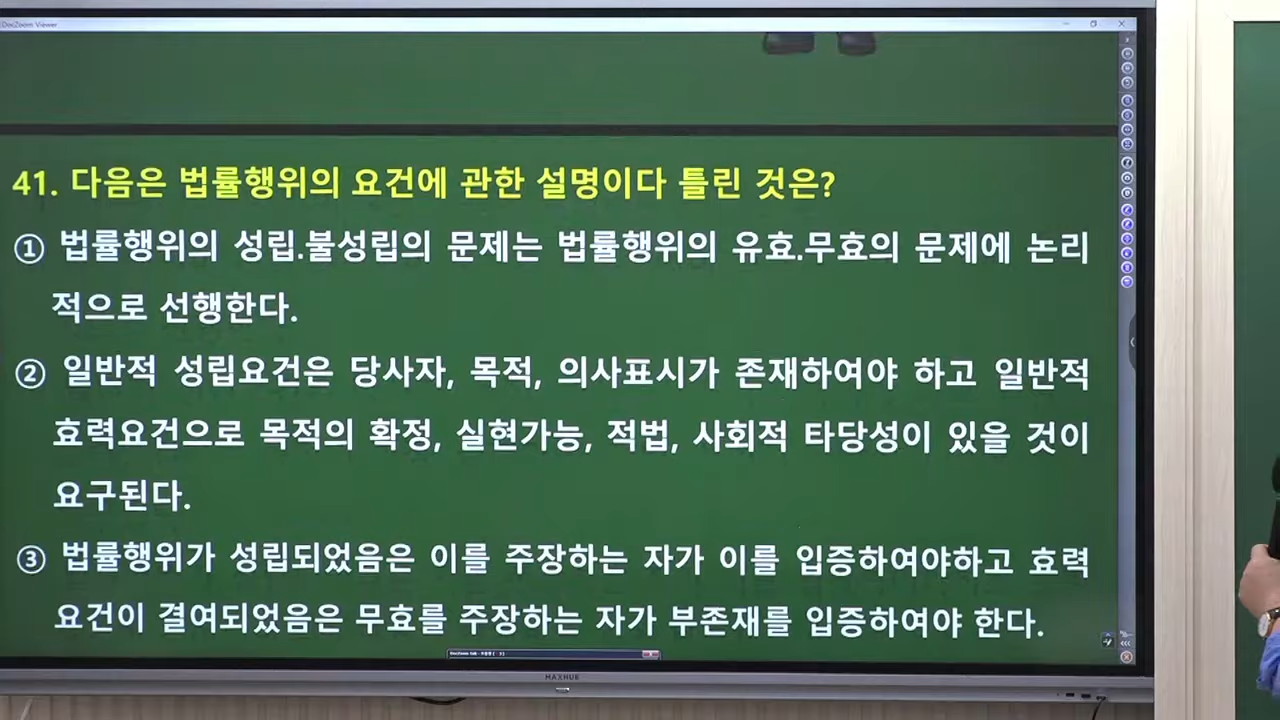 DocZoom Viewer
41. 다음은 법률행위의 요건에 관한 설명이다 틀린 것은?
① 법률행위의 성립.불성립의 문제는 법률행위의 유효.무효의 문제에 논리
적으로 선행한다.
② 일반적 성립요건은 당사자, 목적, 의사표시가 존재하여야 하고 일반적
효력요건으로 목적의 확정, 실현가능, 적법, 사회적 타당성이 있을 것이
요구된다.
③ 법률행위가 성립되었음은 이를 주장하는 자가 이를 입증하여야하고 효력
요건이 결여되었음은 무효를 주장하는 자가 부존재를 입증하여야 한다.
MAXHUB